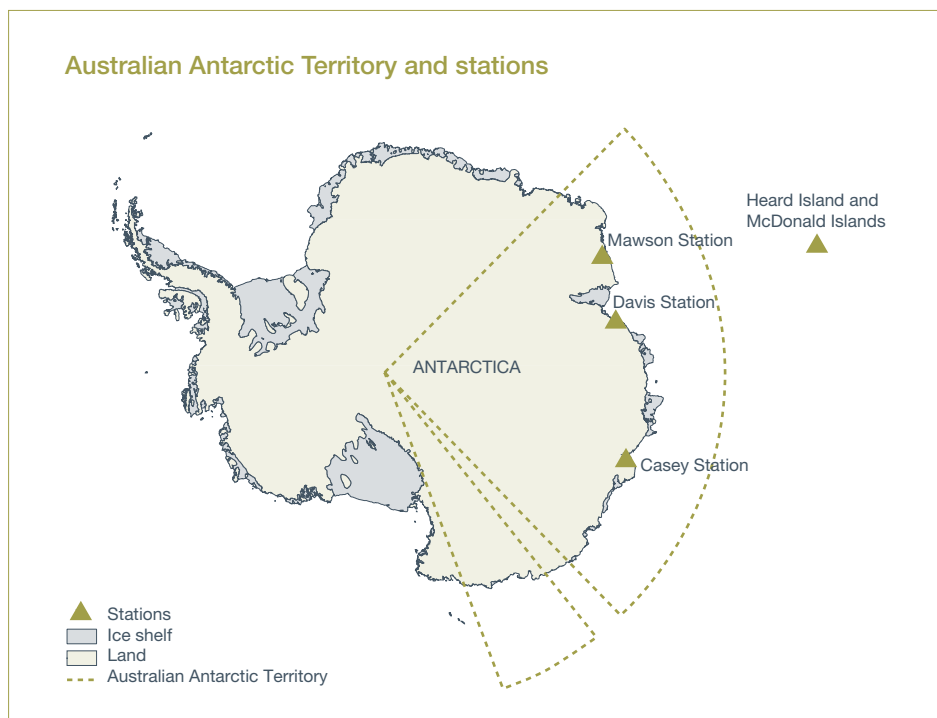 Australian Antarctic Territory and stations
Heard Island and
McDonald Islands
Mawson Station
Davis Station
ANTARCTICA
Casey Station
Stations
Ice shelf
Land
Australian Antarctic Territory